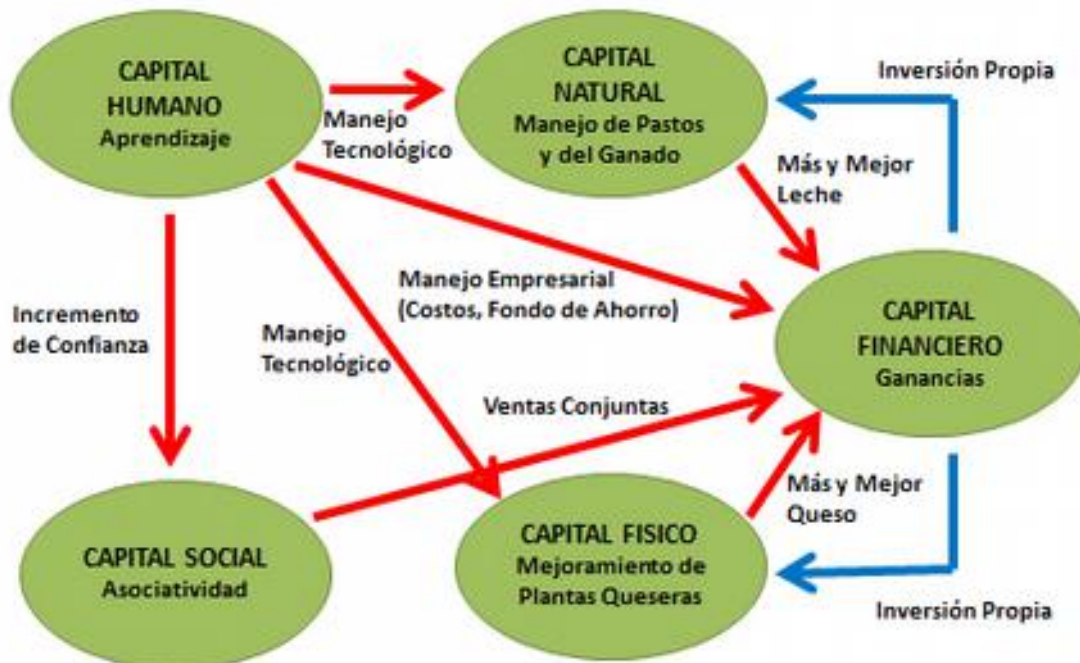 CAPITAL
HUMANO
Aprendizaje
Manejo
Tecnológico
CAPITAL
NATURAL
Manejo de Pastos
y del Ganado
Inversión Propia
Más y Mejor
Leche
Manejo Empresarial
(Costos, Fondo de Ahorro)
Incremento
de Confianza
Manejo
Tecnológico
CAPITAL
FINANCIERO
Ganancias
Ventas Conjuntas
Más y Mejor
Queso
CAPITAL SOCIAL
Asociatividad
CAPITAL FISICO
Mejoramiento de
Plantas Queseras
Inversión Propia